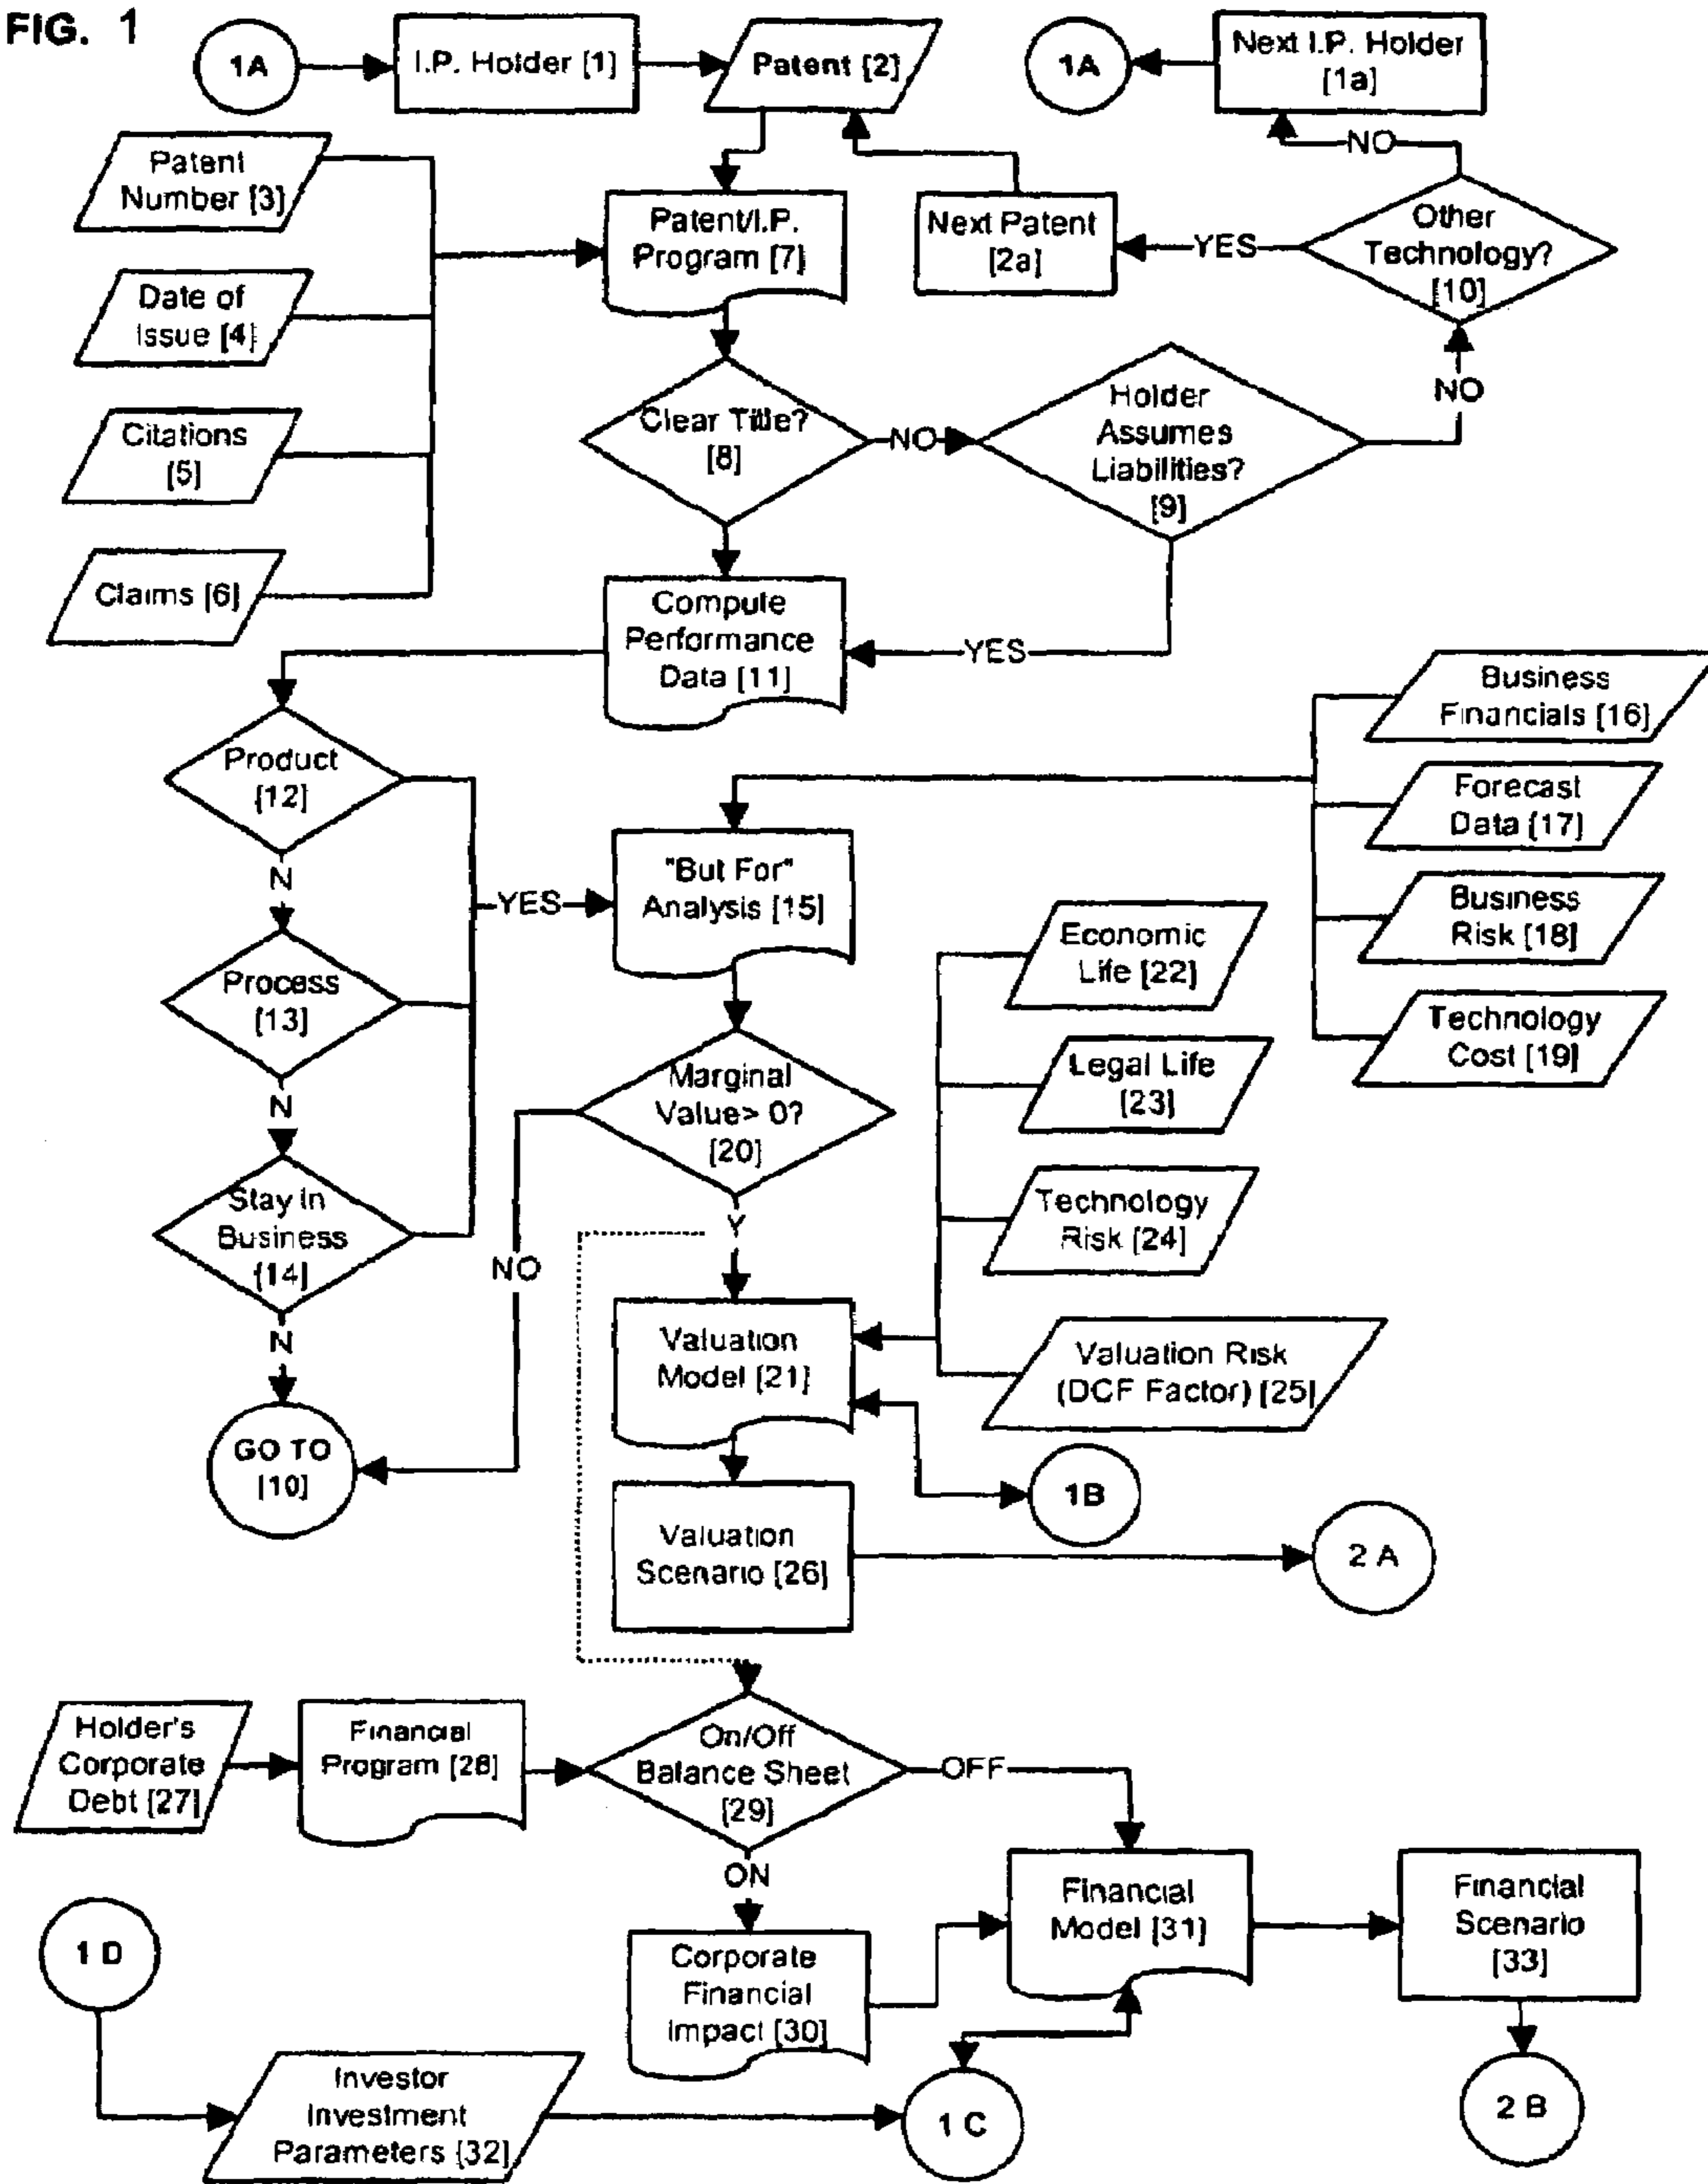 FIG. 1
1A
I.P. Holder [1]
Patent [2]
1A
Next I.P. Holder
[1a]
NO
Patent
Number [3]
Patent/I.P.
Program [7]
Next Patent
[2a]
YES
Other
Technology?
[10]
Date of
Issue [4]
NO
Citations
[5]
Clear Title?
[8]
NO
Holder
Assumes
Liabilities?
[9]
Claims [6]
Compute
Performance
Data [11]
YES
Business
Financials [16]
Product
[12]
Forecast
Data [17]
"But For"
Analysis [15]
YES
N
Business
Risk [18]
Economic
Life [22]
Process
[13]
Technology
Cost [19]
Marginal
Value> 0?
[20]
Legal Life
[23]
N
Stay In
Business
[14]
Technology
Risk [24]
Y
NO
N
Valuation
Model [21]
Valuation Risk
(DCF Factor) [25]
GO TO
[10]
1B
Valuation
Scenario [26]
2 A
Holder's
Corporate
Debt [27]
Financial
Program [28]
On/Off
Balance Sheet
[29]
OFF
ON
Financial
Model [31]
Financial
Scenario
[33]
1 D
Corporate
Financial
Impact [30]
Investor
Investment
Parameters [32]
1 C
2 B